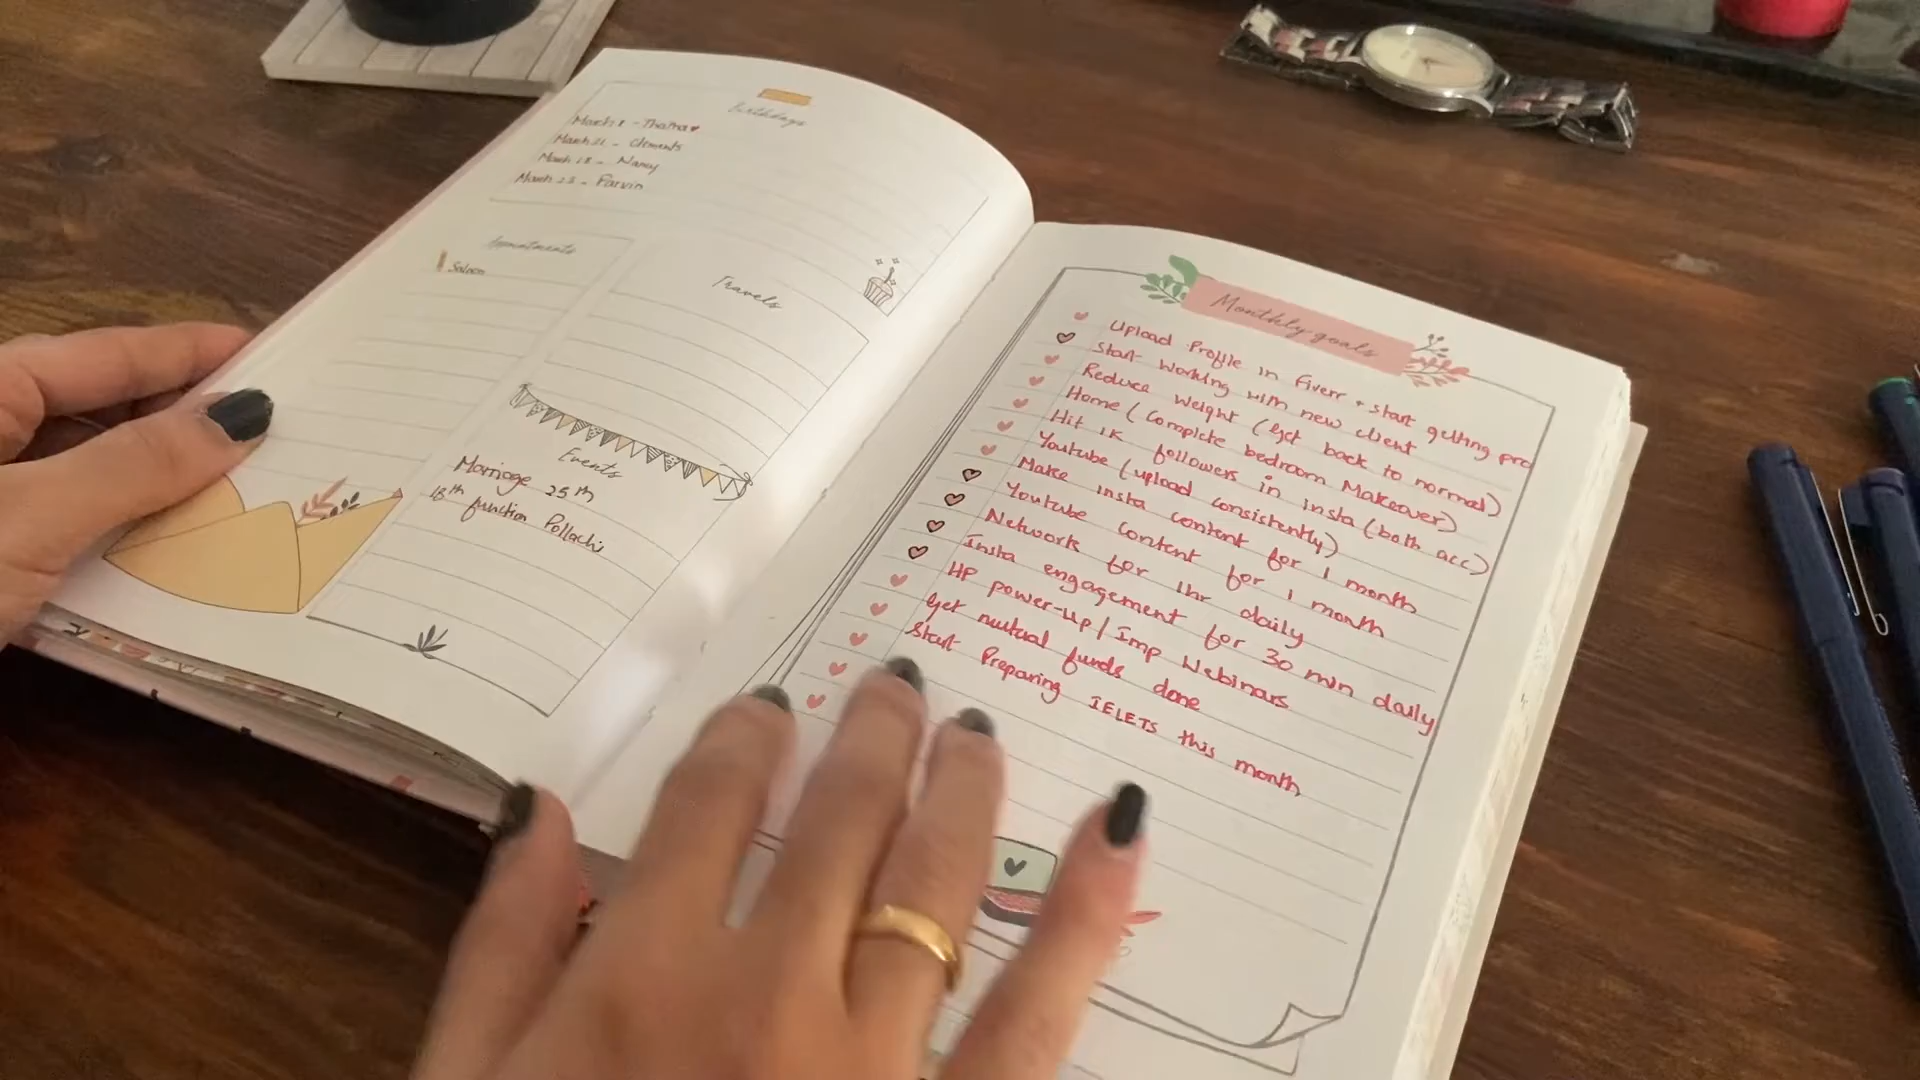 Birthdays
March 1 - Thatha
March 21 - Clements
March 18 - Nancy
March 23 - Parvin
Appointments
Saloon
Travels
Events
Marriage 25th
18th function Pollachi
Monthly goals
Upload Profile in Fiverr + start getting pro
Start working with new client
Reduce weight (Get back to normal)
Home (Complete bedroom Makeover)
Hit 1K followers in insta (both acc)
Youtube (upload consistently)
Make insta content for 1 month
Youtube content for 1 month
Network for 1hr daily
Insta engagement for 30 min daily
HP power-up / Imp Webinars
Get mutual funds done
Start Preparing IELETS this month